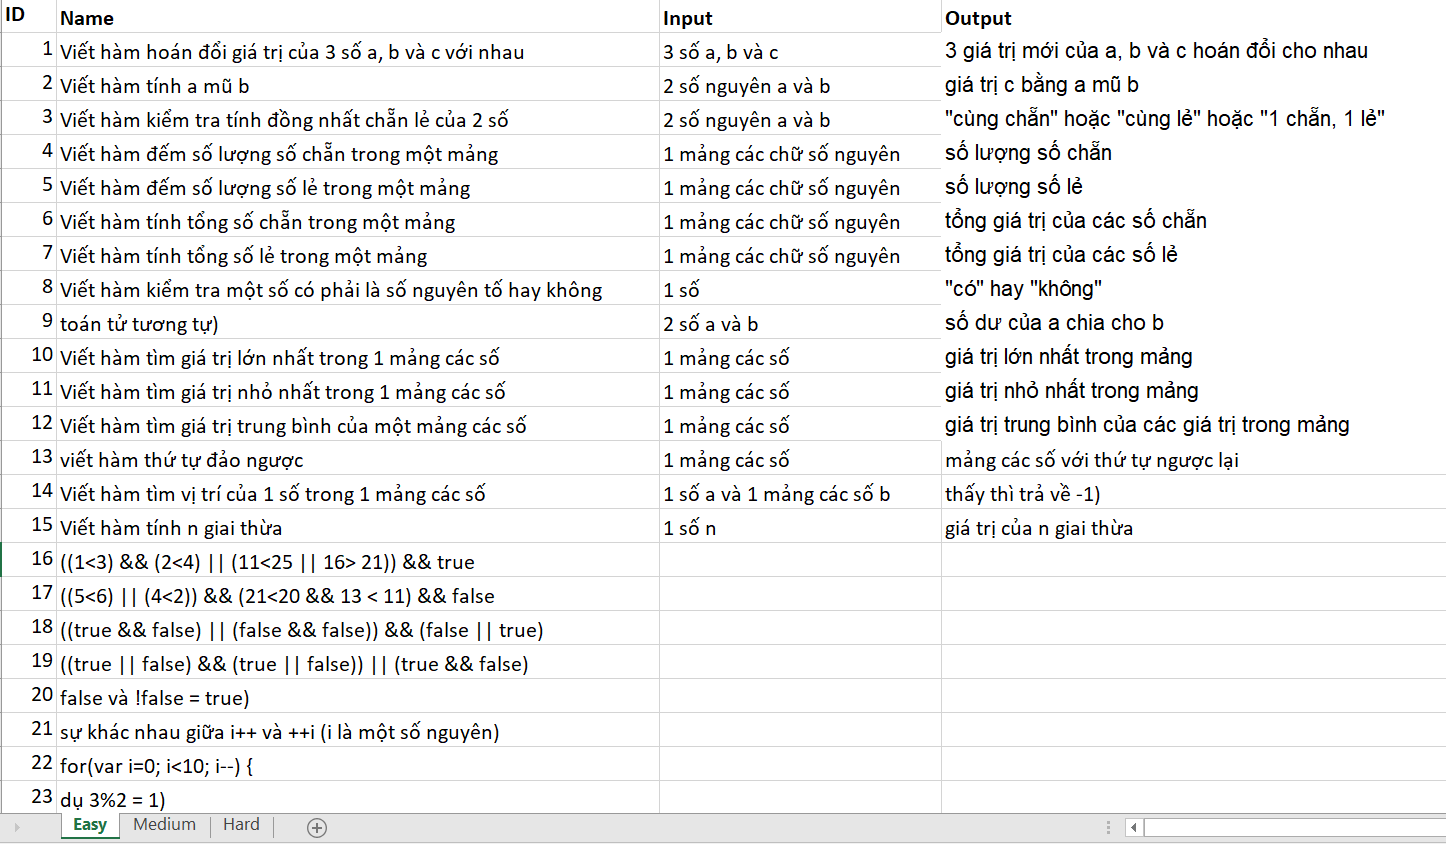 ID Name Input Output
1 Viết hàm hoán đổi giá trị của 3 số a, b và c với nhau 3 số a, b và c 3 giá trị mới của a, b và c hoán đổi cho nhau
2 Viết hàm tính a mũ b 2 số nguyên a và b giá trị c bằng a mũ b
3 Viết hàm kiểm tra tính đồng nhất chẵn lẻ của 2 số 2 số nguyên a và b "cùng chẵn" hoặc "cùng lẻ" hoặc "1 chẵn, 1 lẻ"
4 Viết hàm đếm số lượng số chẵn trong một mảng 1 mảng các chữ số nguyên số lượng số chẵn
5 Viết hàm đếm số lượng số lẻ trong một mảng 1 mảng các chữ số nguyên số lượng số lẻ
6 Viết hàm tính tổng số chẵn trong một mảng 1 mảng các chữ số nguyên tổng giá trị của các số chẵn
7 Viết hàm tính tổng số lẻ trong một mảng 1 mảng các chữ số nguyên tổng giá trị của các số lẻ
8 Viết hàm kiểm tra một số có phải là số nguyên tố hay không 1 số "có" hay "không"
9 toán tử tương tự) 2 số a và b số dư của a chia cho b
10 Viết hàm tìm giá trị lớn nhất trong 1 mảng các số 1 mảng các số giá trị lớn nhất trong mảng
11 Viết hàm tìm giá trị nhỏ nhất trong 1 mảng các số 1 mảng các số giá trị nhỏ nhất trong mảng
12 Viết hàm tìm giá trị trung bình của một mảng các số 1 mảng các số giá trị trung bình của các giá trị trong mảng
13 viết hàm thứ tự đảo ngược 1 mảng các số mảng các số với thứ tự ngược lại
14 Viết hàm tìm vị trí của 1 số trong 1 mảng các số 1 số a và 1 mảng các số b thấy thì trả về -1)
15 Viết hàm tính n giai thừa 1 số n giá trị của n giai thừa
16 ((1<3) && (2<4) || (11<25 || 16> 21)) && true
17 ((5<6) || (4<2)) && (21<20 && 13 < 11) && false
18 ((true && false) || (false && false)) && (false || true)
19 ((true || false) && (true || false)) || (true && false)
20 false và !false = true)
21 sự khác nhau giữa i++ và ++i (i là một số nguyên)
22 for(var i=0; i<10; i--) {
23 dụ 3%2 = 1)
Easy Medium Hard